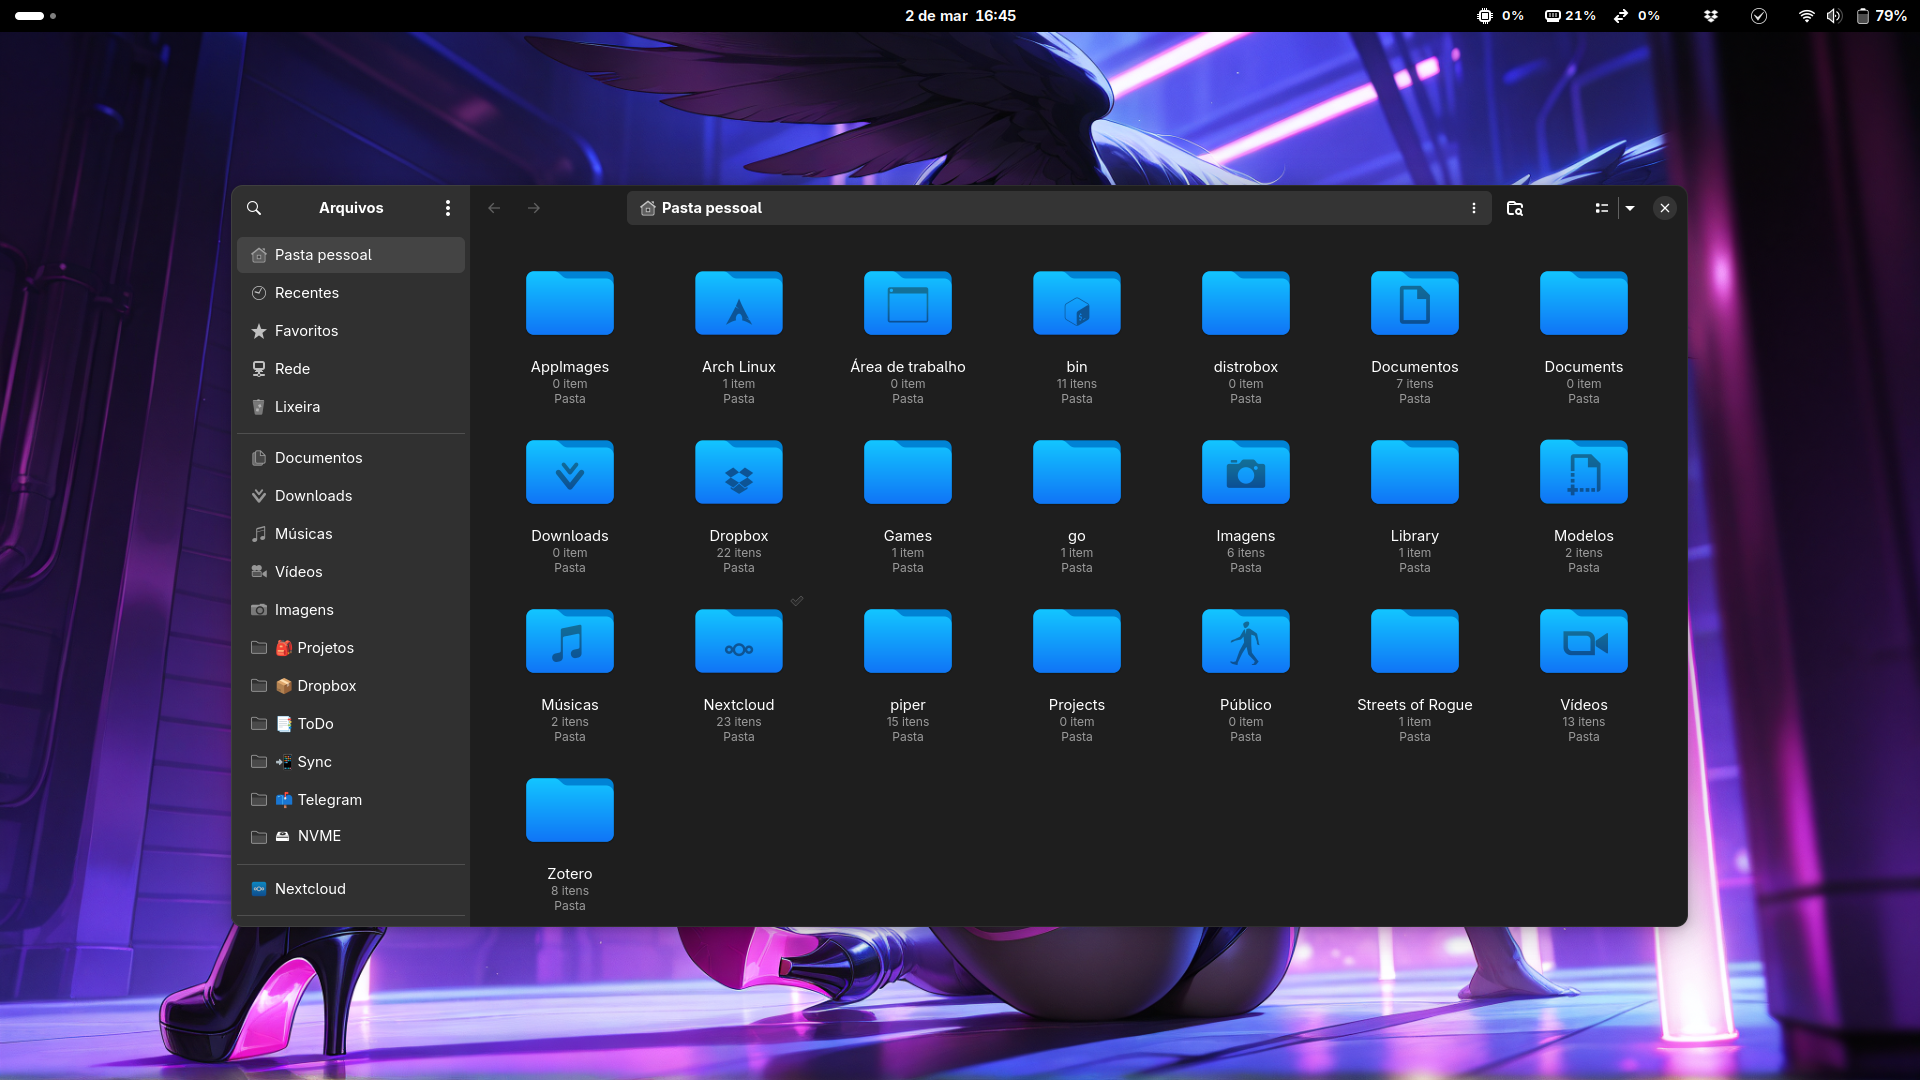 2 de mar 16:45
0%
21%
0%
79%
Arquivos
Pasta pessoal
Pasta pessoal
Recentes
Favoritos
Rede
Lixeira
Documentos
Downloads
Músicas
Vídeos
Imagens
🎒 Projetos
📦 Dropbox
📑 ToDo
📲 Sync
📫 Telegram
🖴 NVME
Nextcloud
AppImages
0 item
Pasta
Arch Linux
1 item
Pasta
Área de trabalho
0 item
Pasta
bin
11 itens
Pasta
distrobox
0 item
Pasta
Documentos
7 itens
Pasta
Documents
0 item
Pasta
Downloads
0 item
Pasta
Dropbox
22 itens
Pasta
Games
1 item
Pasta
go
1 item
Pasta
Imagens
6 itens
Pasta
Library
1 item
Pasta
Modelos
2 itens
Pasta
Músicas
2 itens
Pasta
Nextcloud
23 itens
Pasta
piper
15 itens
Pasta
Projects
0 item
Pasta
Público
0 item
Pasta
Streets of Rogue
1 item
Pasta
Vídeos
13 itens
Pasta
Zotero
8 itens
Pasta